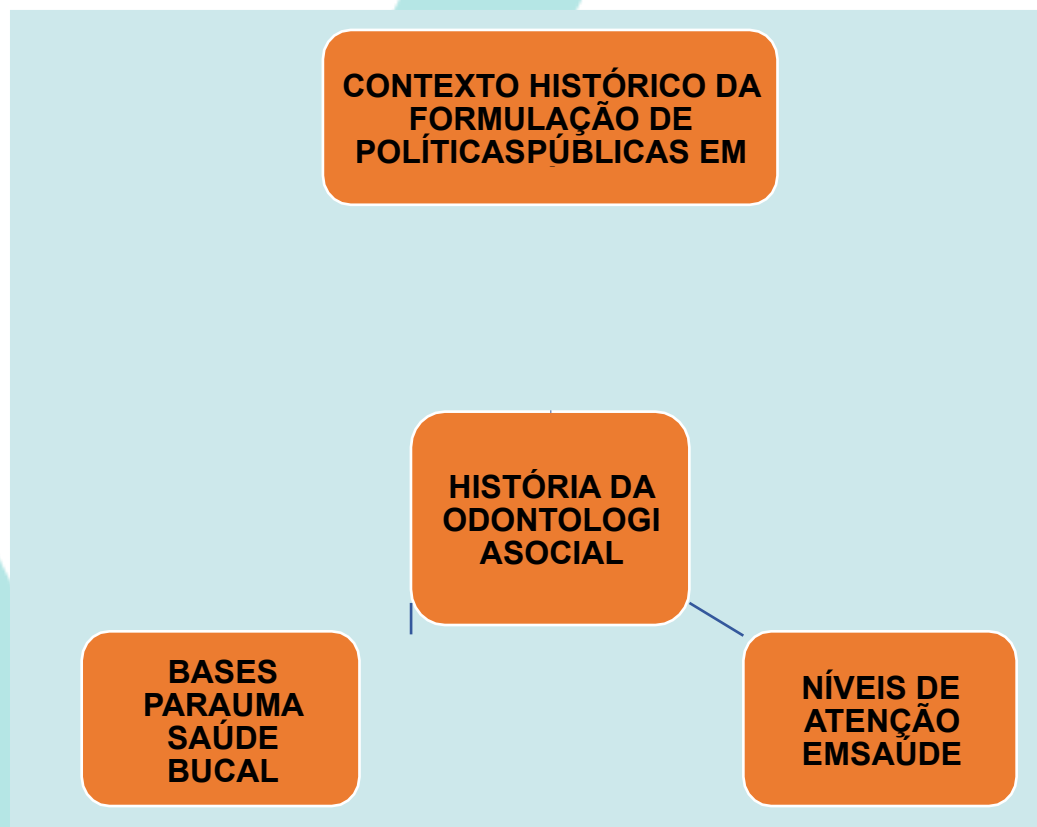 CONTEXTO HISTÓRICO DA
FORMULAÇÃO DE
POLÍTICASPÚBLICAS EM
HISTÓRIA DA
ODONTOLOGI
ASOCIAL
BASES
PARAUMA
SAÚDE
BUCAL
NÍVEIS DE
ATENÇÃO
EMSAÚDE